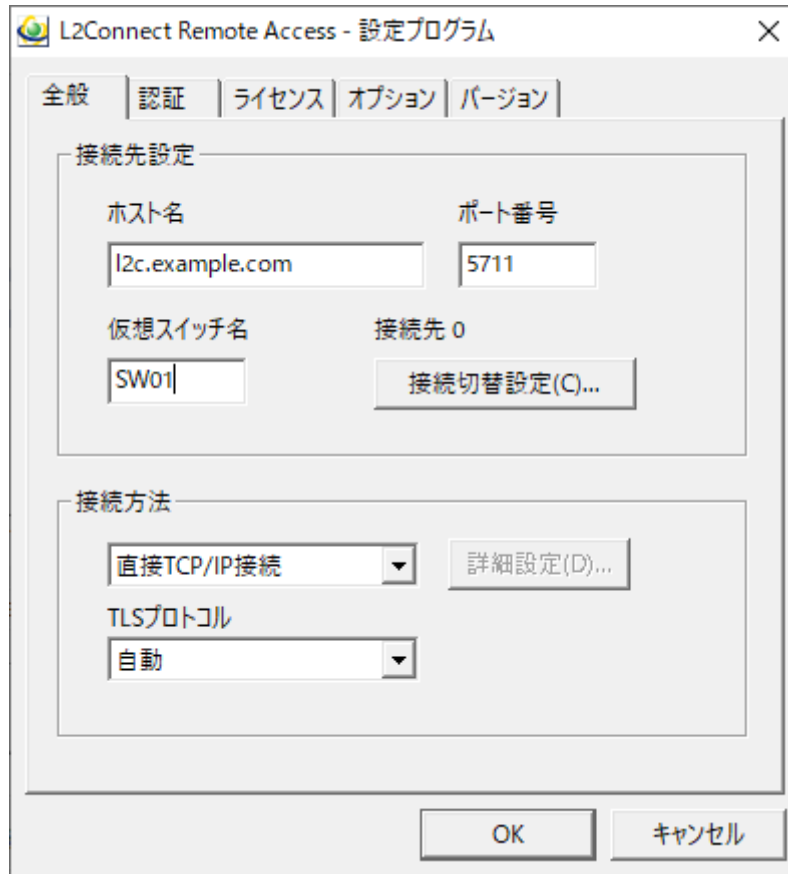 L2Connect Remote Access - 設定プログラム
全般 認証 ライセンス オプション バージョン
接続先設定
ホスト名 ポート番号
l2c.example.com 5711
仮想スイッチ名 接続先 0
SW01 接続切替設定(C)...
接続方法
直接TCP/IP接続 詳細設定(D)...
TLSプロトコル
自動
OK キャンセル